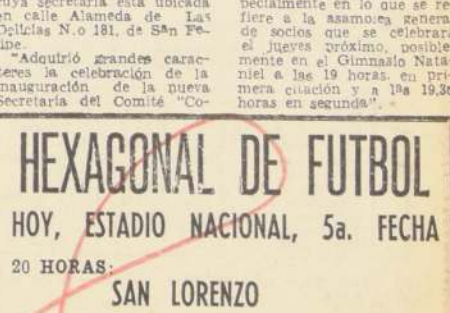 cuya secretaría está ubicada
en calle Alameda de Las
Delicias N.o 181, de San Fe-
lipe.
"Adquirió grandes carac-
teres la celebración de la
inauguración de la nueva
Secretaría del Comité "Co-
pecialmente en lo que se re-
fiere a la asamblea general
de socios que se celebrará
el jueves próximo, posible-
mente en el Gimnasio Nata-
niel a las 19 horas. en pri-
mera citación y a las 19,30
horas en segunda".
HEXAGONAL DE FUTBOL
HOY, ESTADIO NACIONAL, 5a. FECHA
20 HORAS:
SAN LORENZO